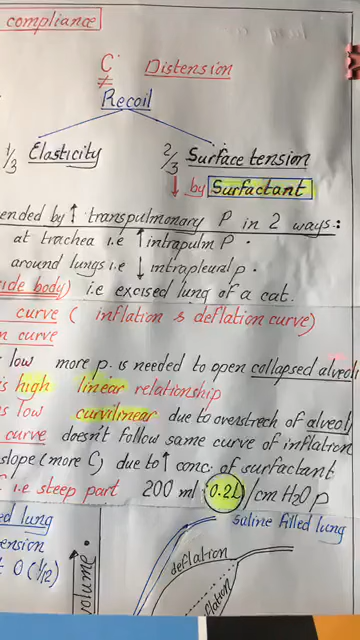 compliance
C Distension
≠
Recoil
1/3 Elasticity 2/3 Surface tension
↓ by Surfactant
ended by ↑ transpulmonary P in 2 ways:
at trachea i.e ↑ intrapulm P.
around lungs i.e ↓ intrapleural p.
ide body) i.e excised lung of a cat.
curve ( inflation & deflation curve)
n curve
low more p. is needed to open collapsed alveoli
is high linear relationship
s low curvilinear due to overstrech of alveoli
curve doesn't follow same curve of inflation
slope (more C) due to ↑ conc. of surfactant
C i.e steep part 200 ml (0.2L)/cm H2O p
ed lung saline filled lung
ension
0 (1/12)
volume.
deflation
flation